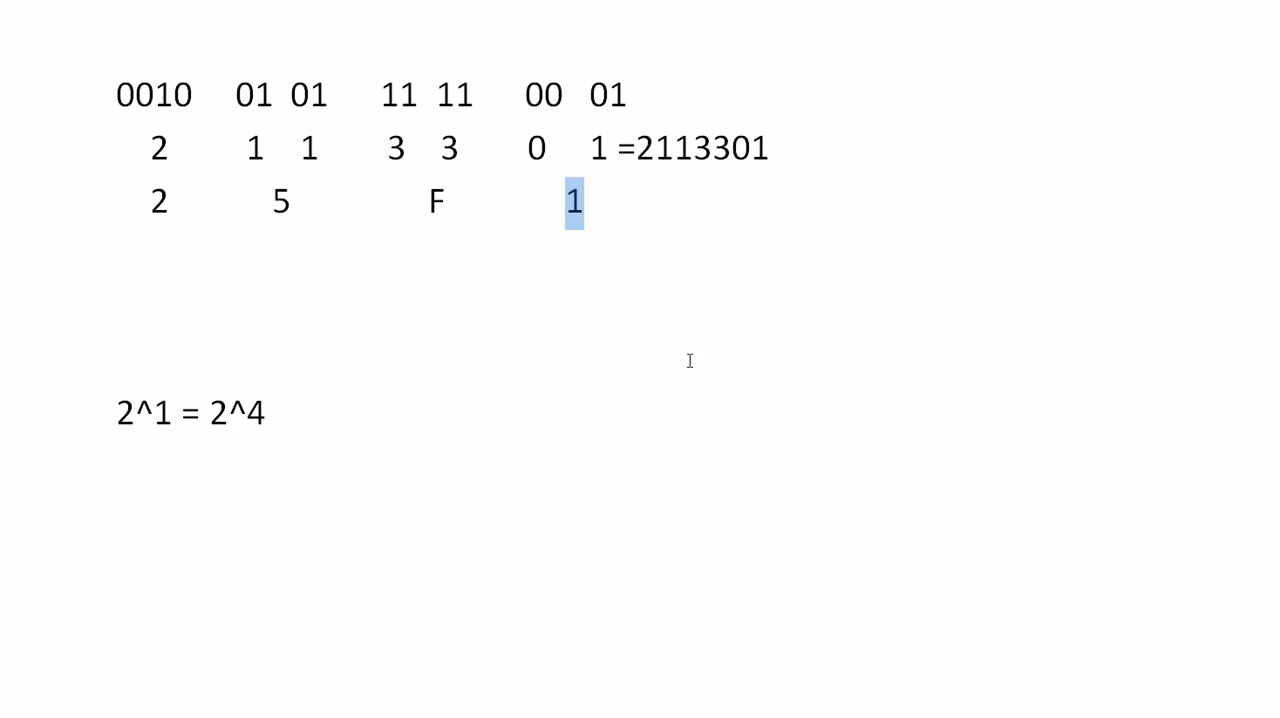 0010 01 01 11 11 00 01
2 1 1 3 3 0 1 =2113301
2 5 F 1
2^1 = 2^4